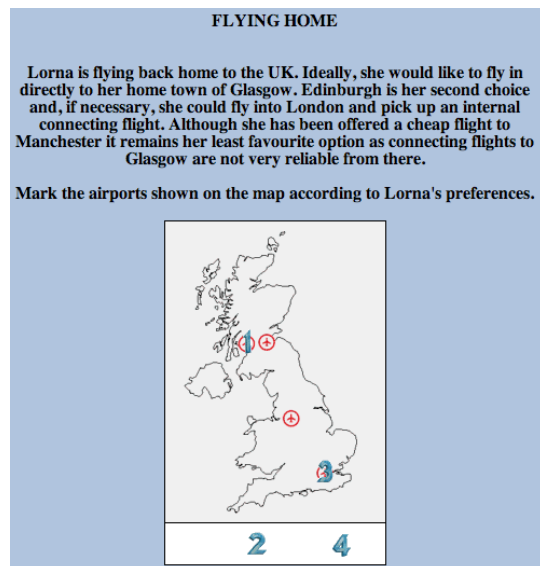 FLYING HOME
Lorna is flying back home to the UK. Ideally, she would like to fly in
directly to her home town of Glasgow. Edinburgh is her second choice
and, if necessary, she could fly into London and pick up an internal
connecting flight. Although she has been offered a cheap flight to
Manchester it remains her least favourite option as connecting flights to
Glasgow are not very reliable from there.
Mark the airports shown on the map according to Lorna's preferences.
1
3
2 4